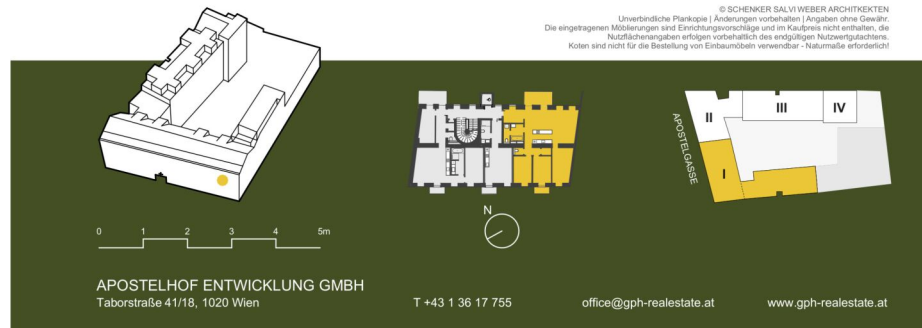 © SCHENKER SALVI WEBER ARCHITKEKTEN
Unverbindliche Plankopie | Änderungen vorbehalten | Angaben ohne Gewähr.
Die eingetragenen Möblierungen sind Einrichtungsvorschläge und im Kaufpreis nicht enthalten, die
Nutzflächenangaben erfolgen vorbehaltlich des endgültigen Nutzwertgutachtens.
Koten sind nicht für die Bestellung von Einbaumöbeln verwendbar - Naturmaße erforderlich!
II
III
IV
APOSTELGASSE
I
N
0 1 2 3 4 5m
APOSTELHOF ENTWICKLUNG GMBH
Taborstraße 41/18, 1020 Wien
T +43 1 36 17 755
office@gph-realestate.at
www.gph-realestate.at